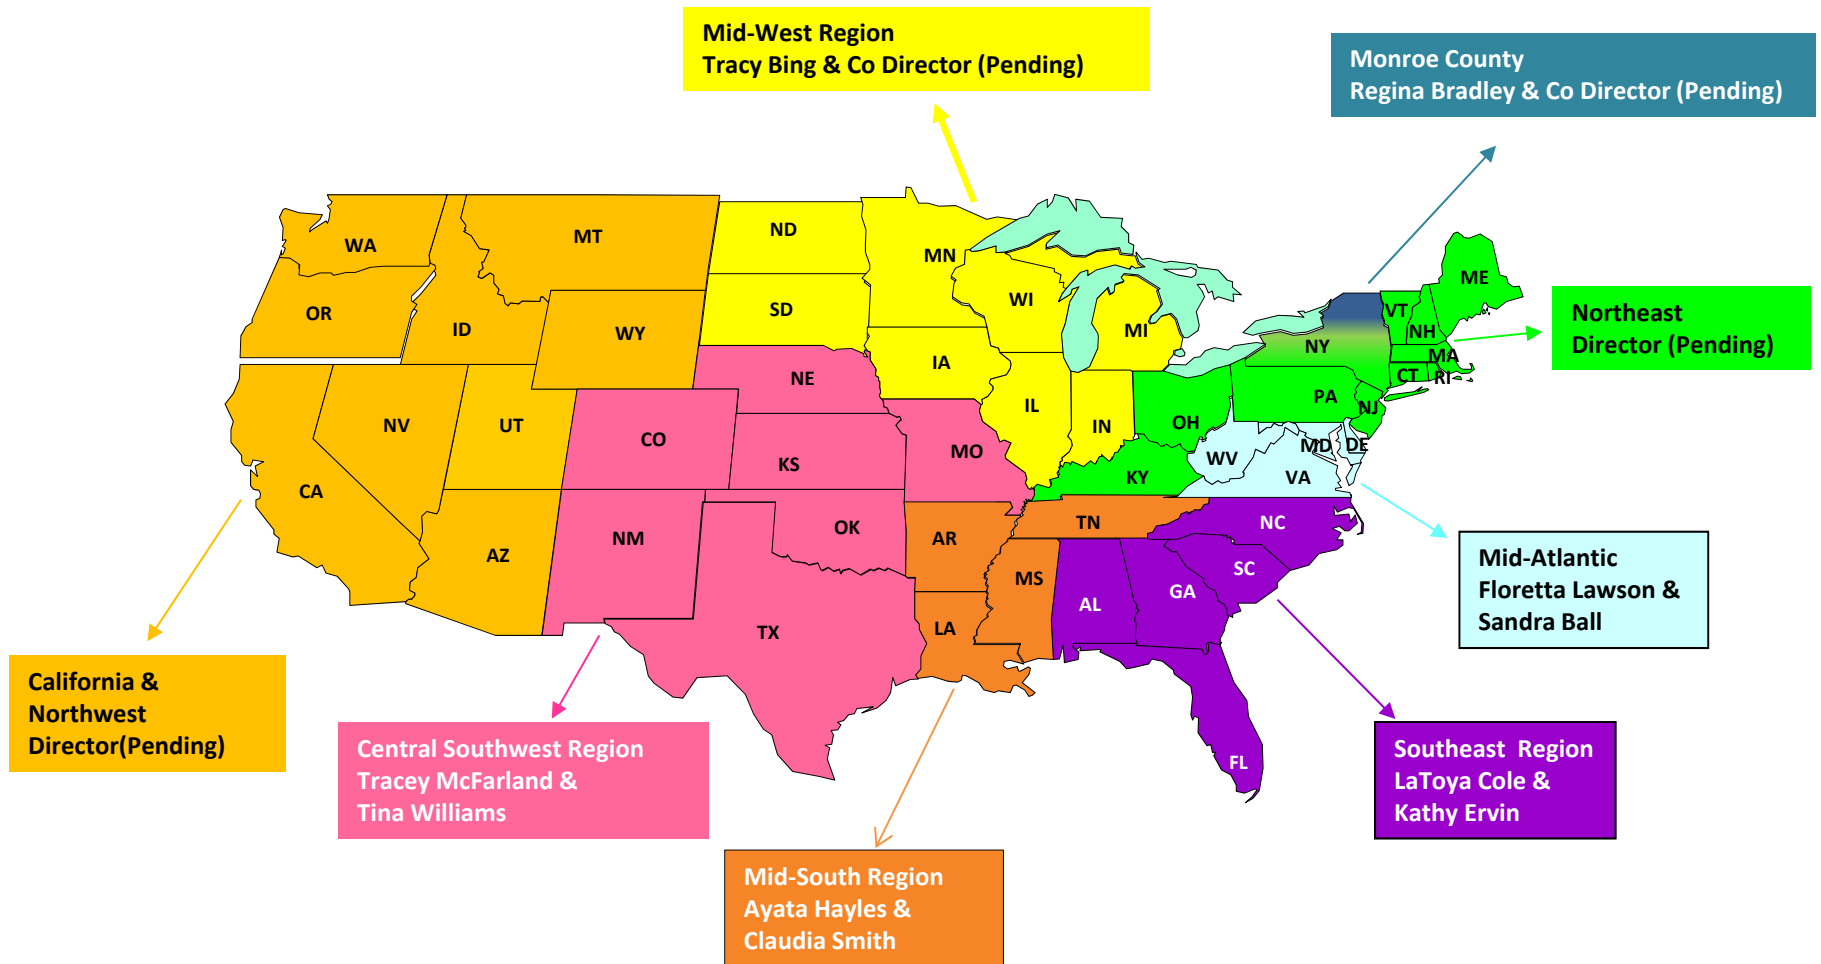 Mid-West Region
Tracy Bing & Co Director (Pending)
Monroe County
Regina Bradley & Co Director (Pending)
WA
MT
ND
MN
ME
OR
ID
WY
SD
WI
MI
VT
NH
NY
MA
CT
RI
Northeast
Director (Pending)
NE
IA
IL
IN
OH
PA
NJ
NV
UT
CO
KS
MO
KY
WV
MD
DE
VA
CA
AZ
NM
OK
AR
TN
NC
SC
TX
LA
MS
AL
GA
FL
Mid-Atlantic
Floretta Lawson &
Sandra Ball
California &
Northwest
Director(Pending)
Central Southwest Region
Tracey McFarland &
Tina Williams
Southeast  Region
LaToya Cole &
Kathy Ervin
Mid-South Region
Ayata Hayles &
Claudia Smith